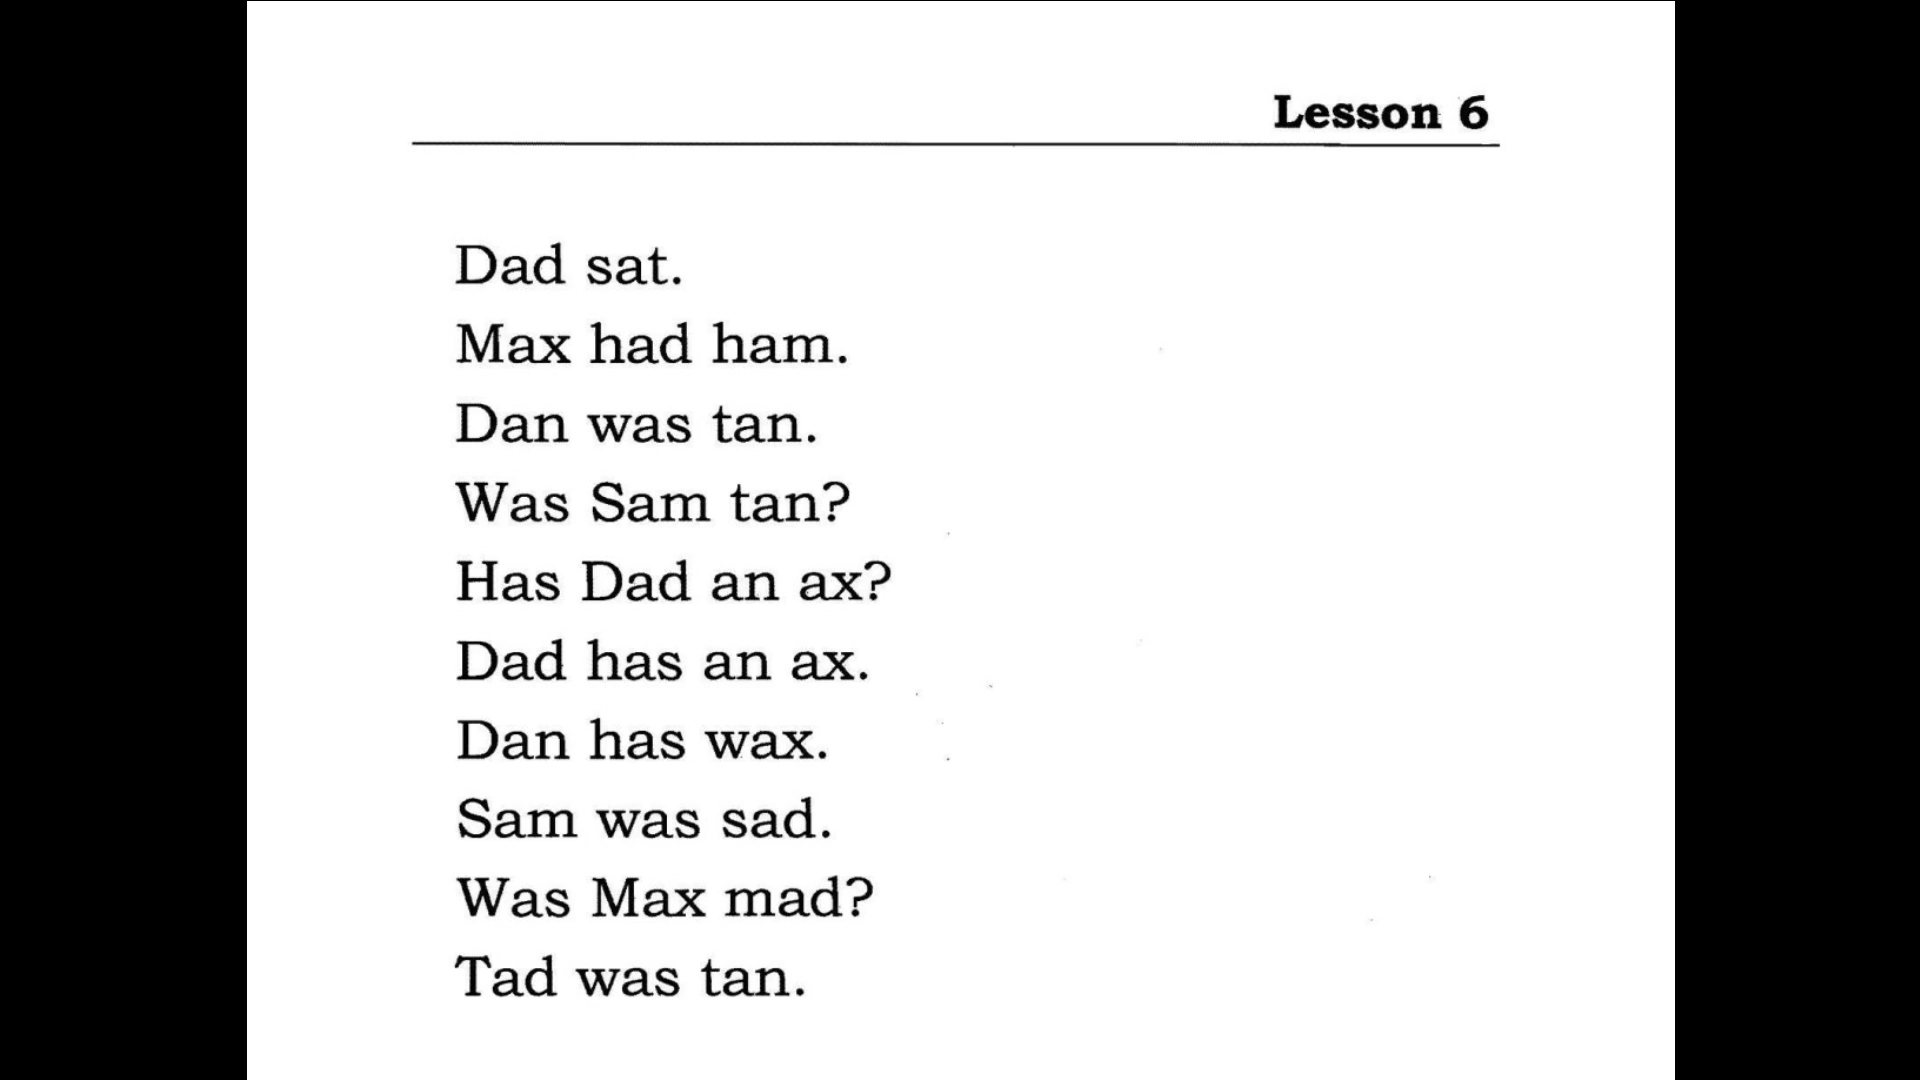 Lesson 6
Dad sat.
Max had ham.
Dan was tan.
Was Sam tan?
Has Dad an ax?
Dad has an ax.
Dan has wax.
Sam was sad.
Was Max mad?
Tad was tan.